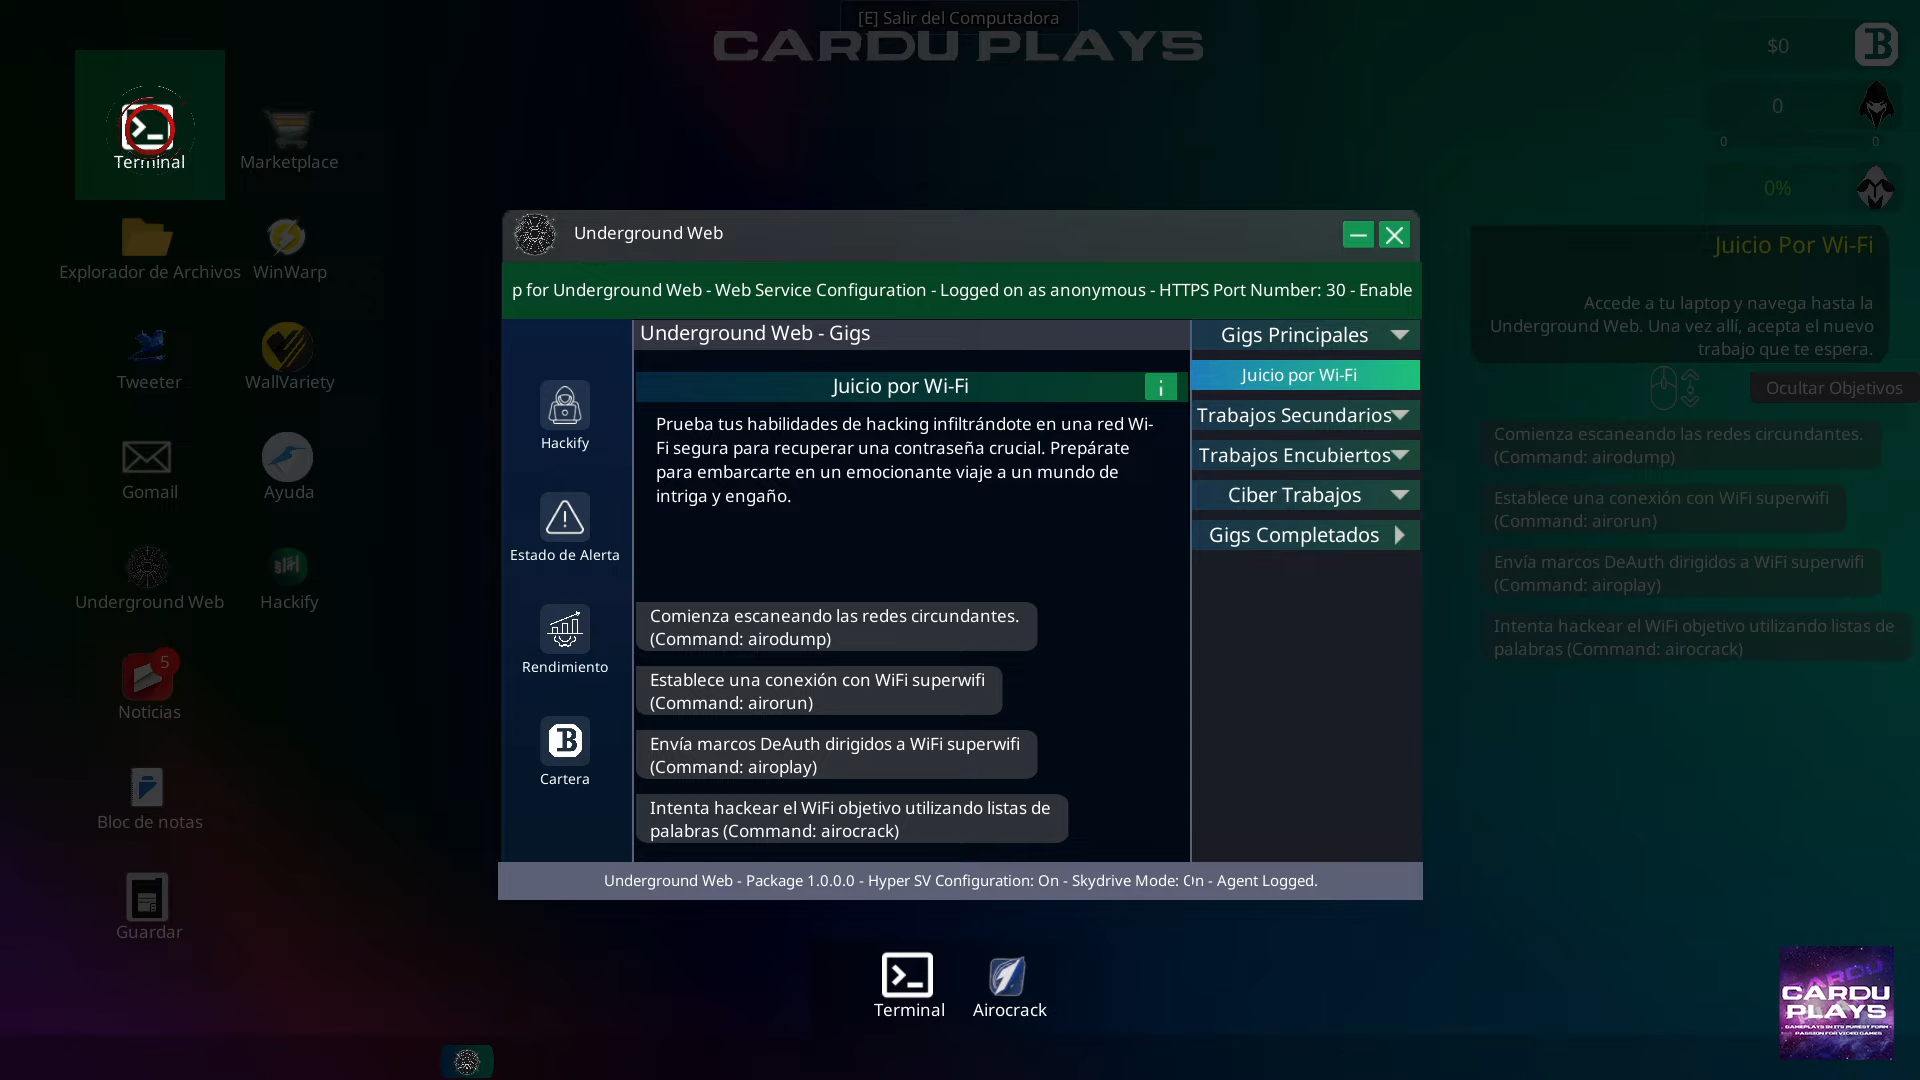 [E] Salir del Computadora
CARDU PLAYS
$0
0
0
0
0%
Terminal
Marketplace
Explorador de Archivos
WinWarp
Tweeter
WallVariety
Gomail
Ayuda
Underground Web
Hackify
5
Noticias
Bloc de notas
Guardar
Underground Web
p for Underground Web - Web Service Configuration - Logged on as anonymous - HTTPS Port Number: 30 - Enable
Hackify
Estado de Alerta
Rendimiento
Cartera
Underground Web - Gigs
Juicio por Wi-Fi
Prueba tus habilidades de hacking infiltrándote en una red Wi-
Fi segura para recuperar una contraseña crucial. Prepárate
para embarcarte en un emocionante viaje a un mundo de
intriga y engaño.
Comienza escaneando las redes circundantes.
(Command: airodump)
Establece una conexión con WiFi superwifi
(Command: airorun)
Envía marcos DeAuth dirigidos a WiFi superwifi
(Command: airoplay)
Intenta hackear el WiFi objetivo utilizando listas de
palabras (Command: airocrack)
Gigs Principales
Juicio por Wi-Fi
Trabajos Secundarios
Trabajos Encubiertos
Ciber Trabajos
Gigs Completados
Underground Web - Package 1.0.0.0 - Hyper SV Configuration: On - Skydrive Mode: On - Agent Logged.
Juicio Por Wi-Fi
Accede a tu laptop y navega hasta la
Underground Web. Una vez allí, acepta el nuevo
trabajo que te espera.
Ocultar Objetivos
Comienza escaneando las redes circundantes.
(Command: airodump)
Establece una conexión con WiFi superwifi
(Command: airorun)
Envía marcos DeAuth dirigidos a WiFi superwifi
(Command: airoplay)
Intenta hackear el WiFi objetivo utilizando listas de
palabras (Command: airocrack)
Terminal
Airocrack
CARDU
PLAYS
GAMEPLAYS IN ITS PUREST FORM
PASSION FOR VIDEO GAMES